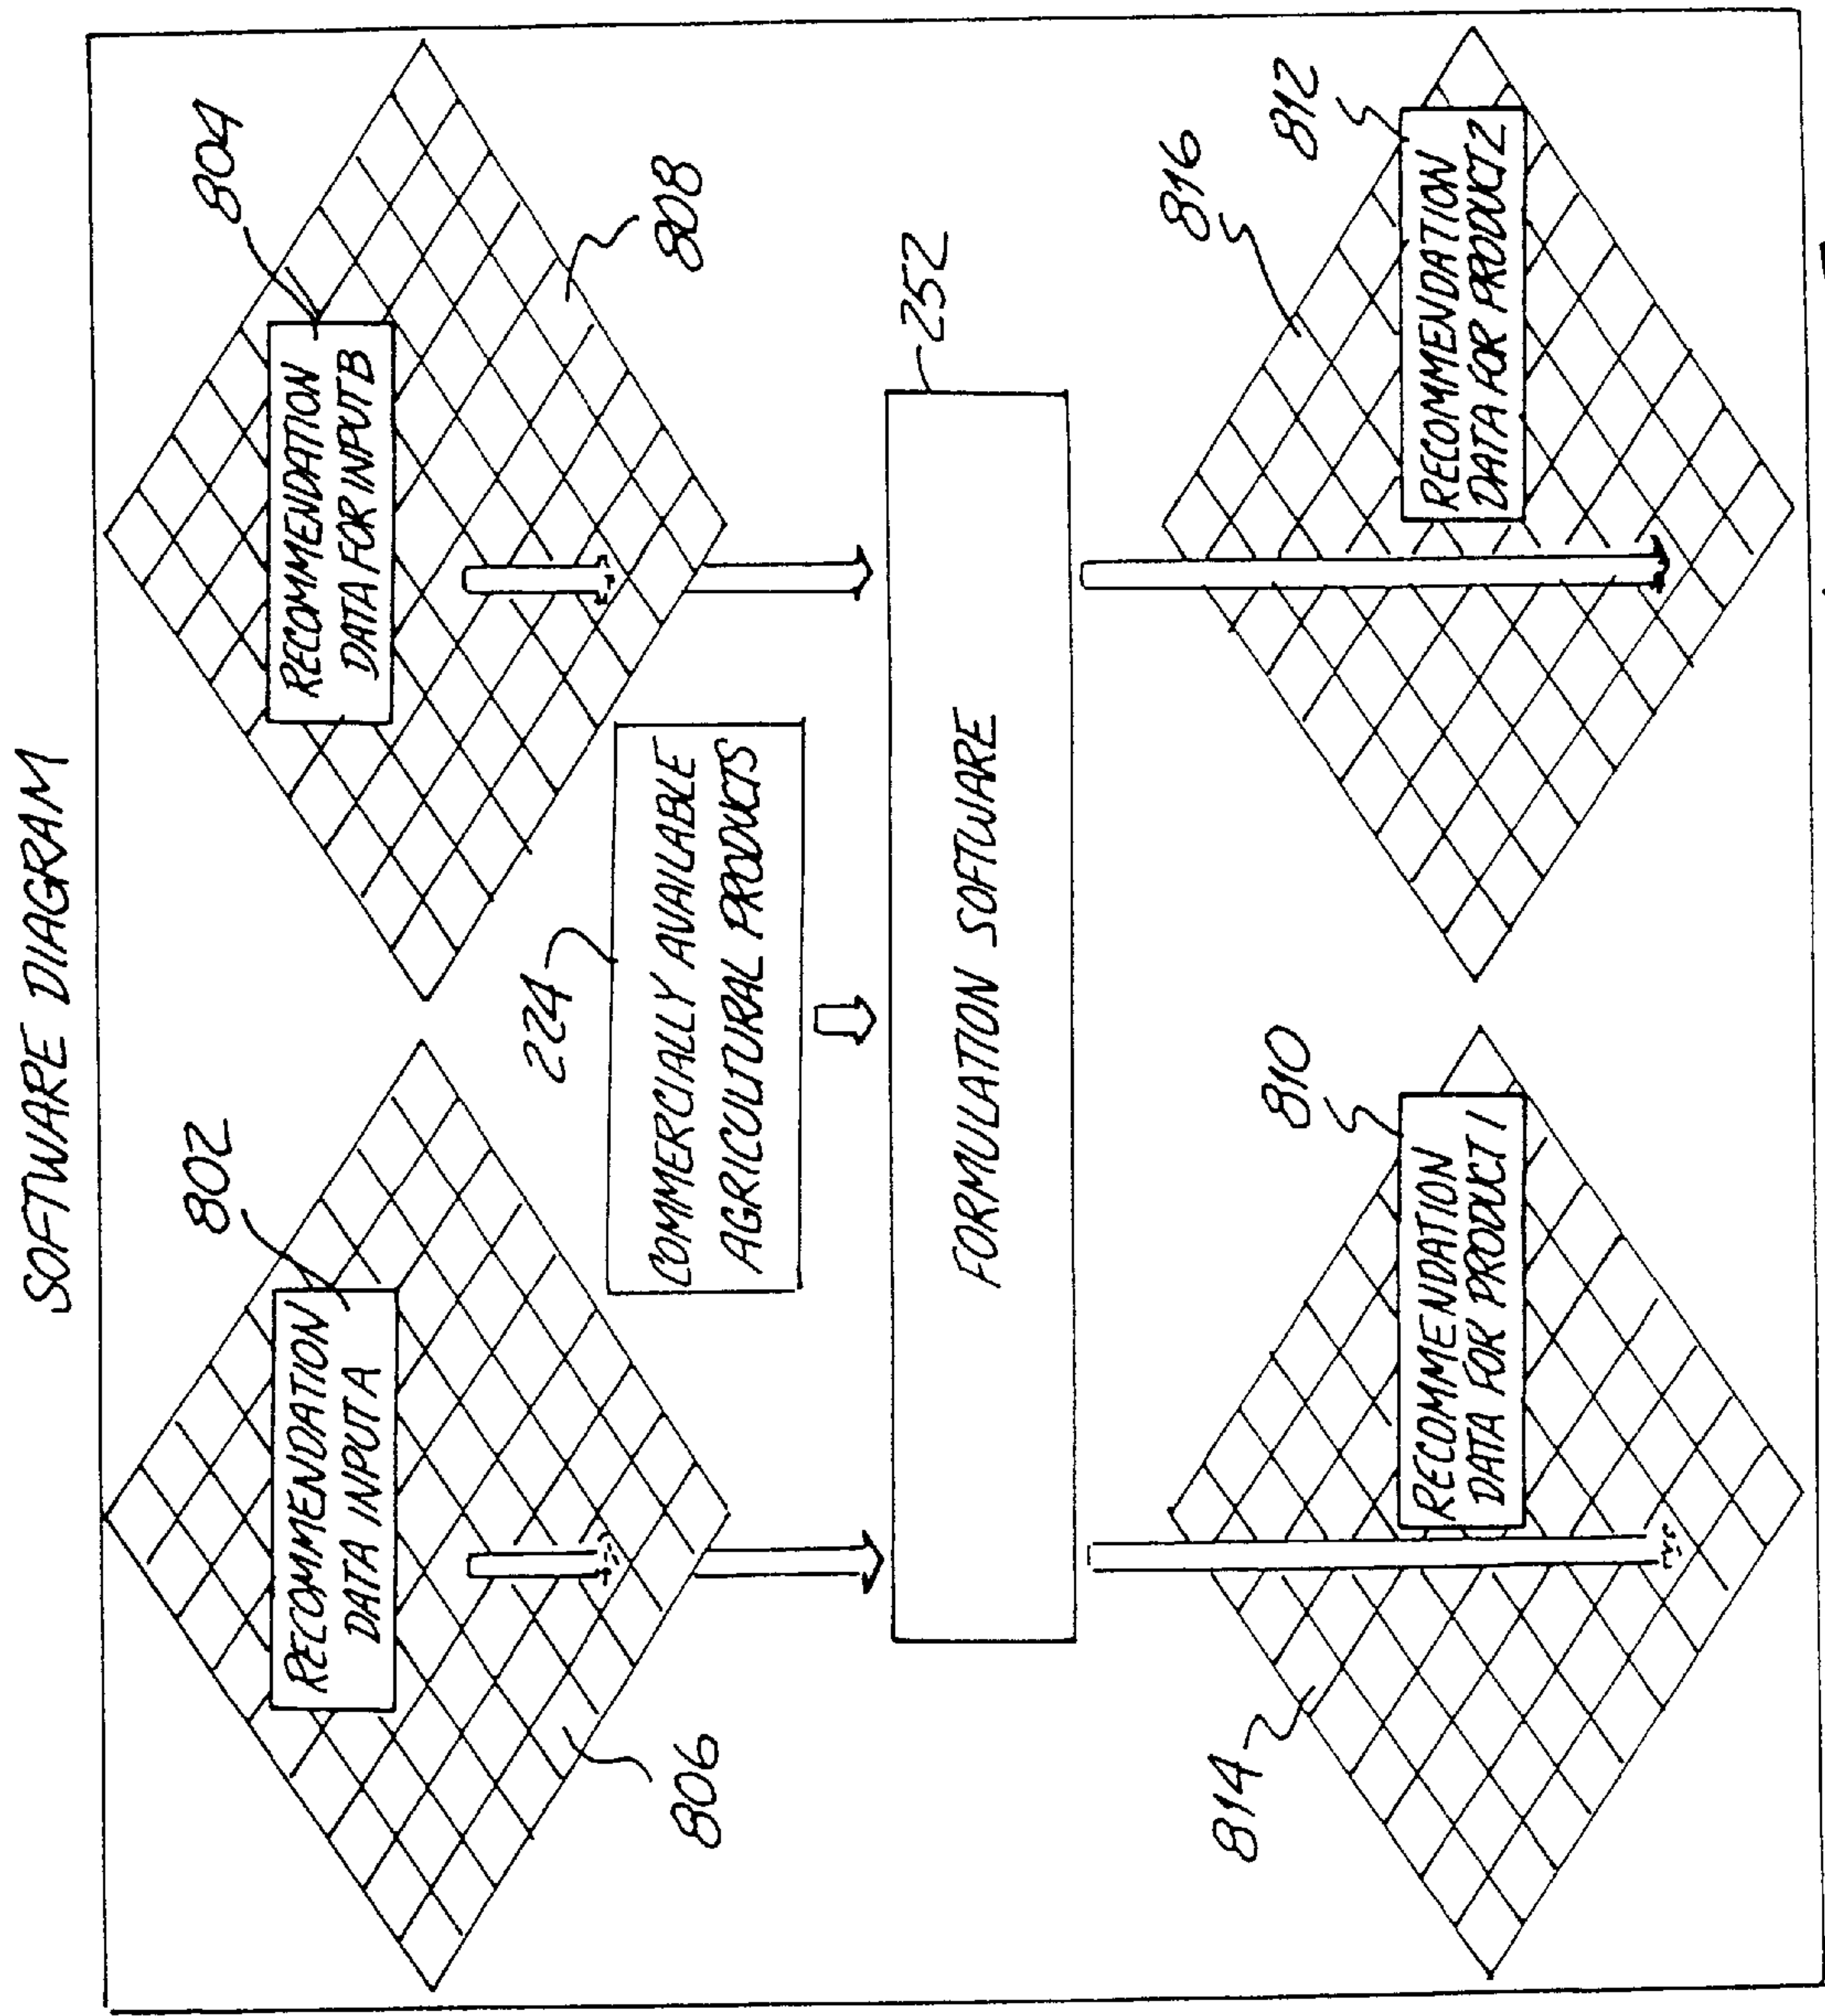 SOFTWARE DIAGRAM
802
RECOMMENDATION
DATA INPUT A
806
804
RECOMMENDATION
DATA FOR INPUT B
808
224
COMMERCIALLY AVAILABLE
AGRICULTURAL PRODUCTS
252
FORMULATION SOFTWARE
810
RECOMMENDATION
DATA FOR PRODUCT 1
814
816
812
RECOMMENDATION
DATA FOR PRODUCT 2